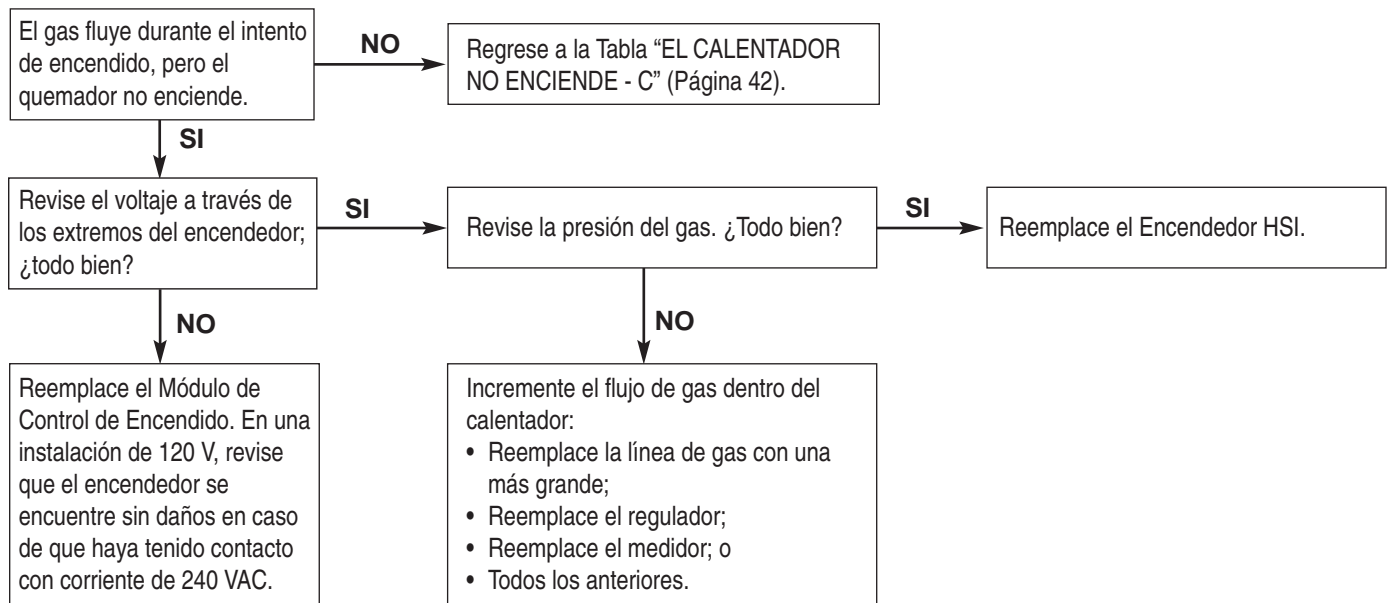 El gas fluye durante el intento
de encendido, pero el
quemador no enciende.
NO
Regrese a la Tabla “EL CALENTADOR
NO ENCIENDE - C” (Página 42).
SI
Revise el voltaje a través de
los extremos del encendedor;
¿todo bien?
SI
Revise la presión del gas. ¿Todo bien?
SI
Reemplace el Encendedor HSI.
NO
Reemplace el Módulo de
Control de Encendido. En una
instalación de 120 V, revise
que el encendedor se
encuentre sin daños en caso
de que haya tenido contacto
con corriente de 240 VAC.
NO
Incremente el flujo de gas dentro del
calentador:
• Reemplace la línea de gas con una
más grande;
• Reemplace el regulador;
• Reemplace el medidor; o
• Todos los anteriores.